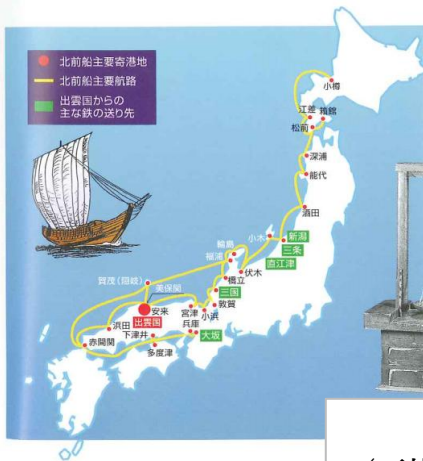 北前船主要寄港地
北前船主要航路
出雲国からの
主な鉄の送り先
小樽
江差
箱館
松前
深浦
能代
酒田
小木
新潟
三条
直江津
輪島
福浦
伏木
橋立
三国
敦賀
小浜
宮津
賀茂(隠岐)
美保関
安来
出雲国
兵庫
大坂
浜田
下津井
多度津
赤間関